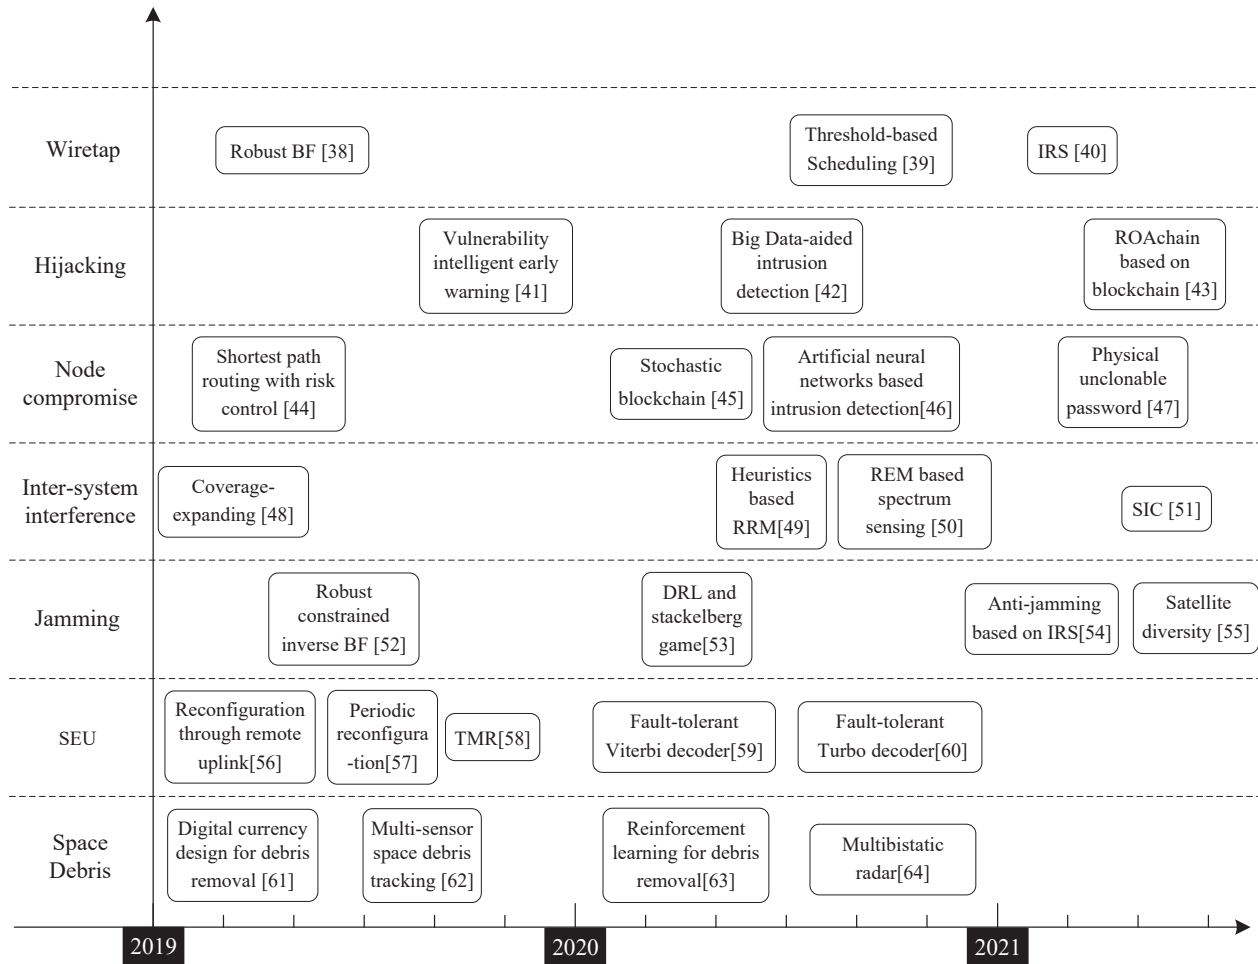 Wiretap
Robust BF [38]
Threshold-based
Scheduling [39]
IRS [40]
Hijacking
Vulnerability
intelligent early
warning [41]
Big Data-aided
intrusion
detection [42]
ROAchain
based on
blockchain [43]
Node
compromise
Shortest path
routing with risk
control [44]
Stochastic
blockchain [45]
Artificial neural
networks based
intrusion detection[46]
Physical
unclonable
password [47]
Inter-system
interference
Coverage-
expanding [48]
Heuristics
based
RRM[49]
REM based
spectrum
sensing [50]
SIC [51]
Jamming
Robust
constrained
inverse BF [52]
DRL and
stackelberg
game[53]
Anti-jamming
based on IRS[54]
Satellite
diversity [55]
SEU
Reconfiguration
through remote
uplink[56]
Periodic
reconfigura
-tion[57]
TMR[58]
Fault-tolerant
Viterbi decoder[59]
Fault-tolerant
Turbo decoder[60]
Space
Debris
Digital currency
design for debris
removal [61]
Multi-sensor
space debris
tracking [62]
Reinforcement
learning for debris
removal[63]
Multibistatic
radar[64]
2019
2020
2021